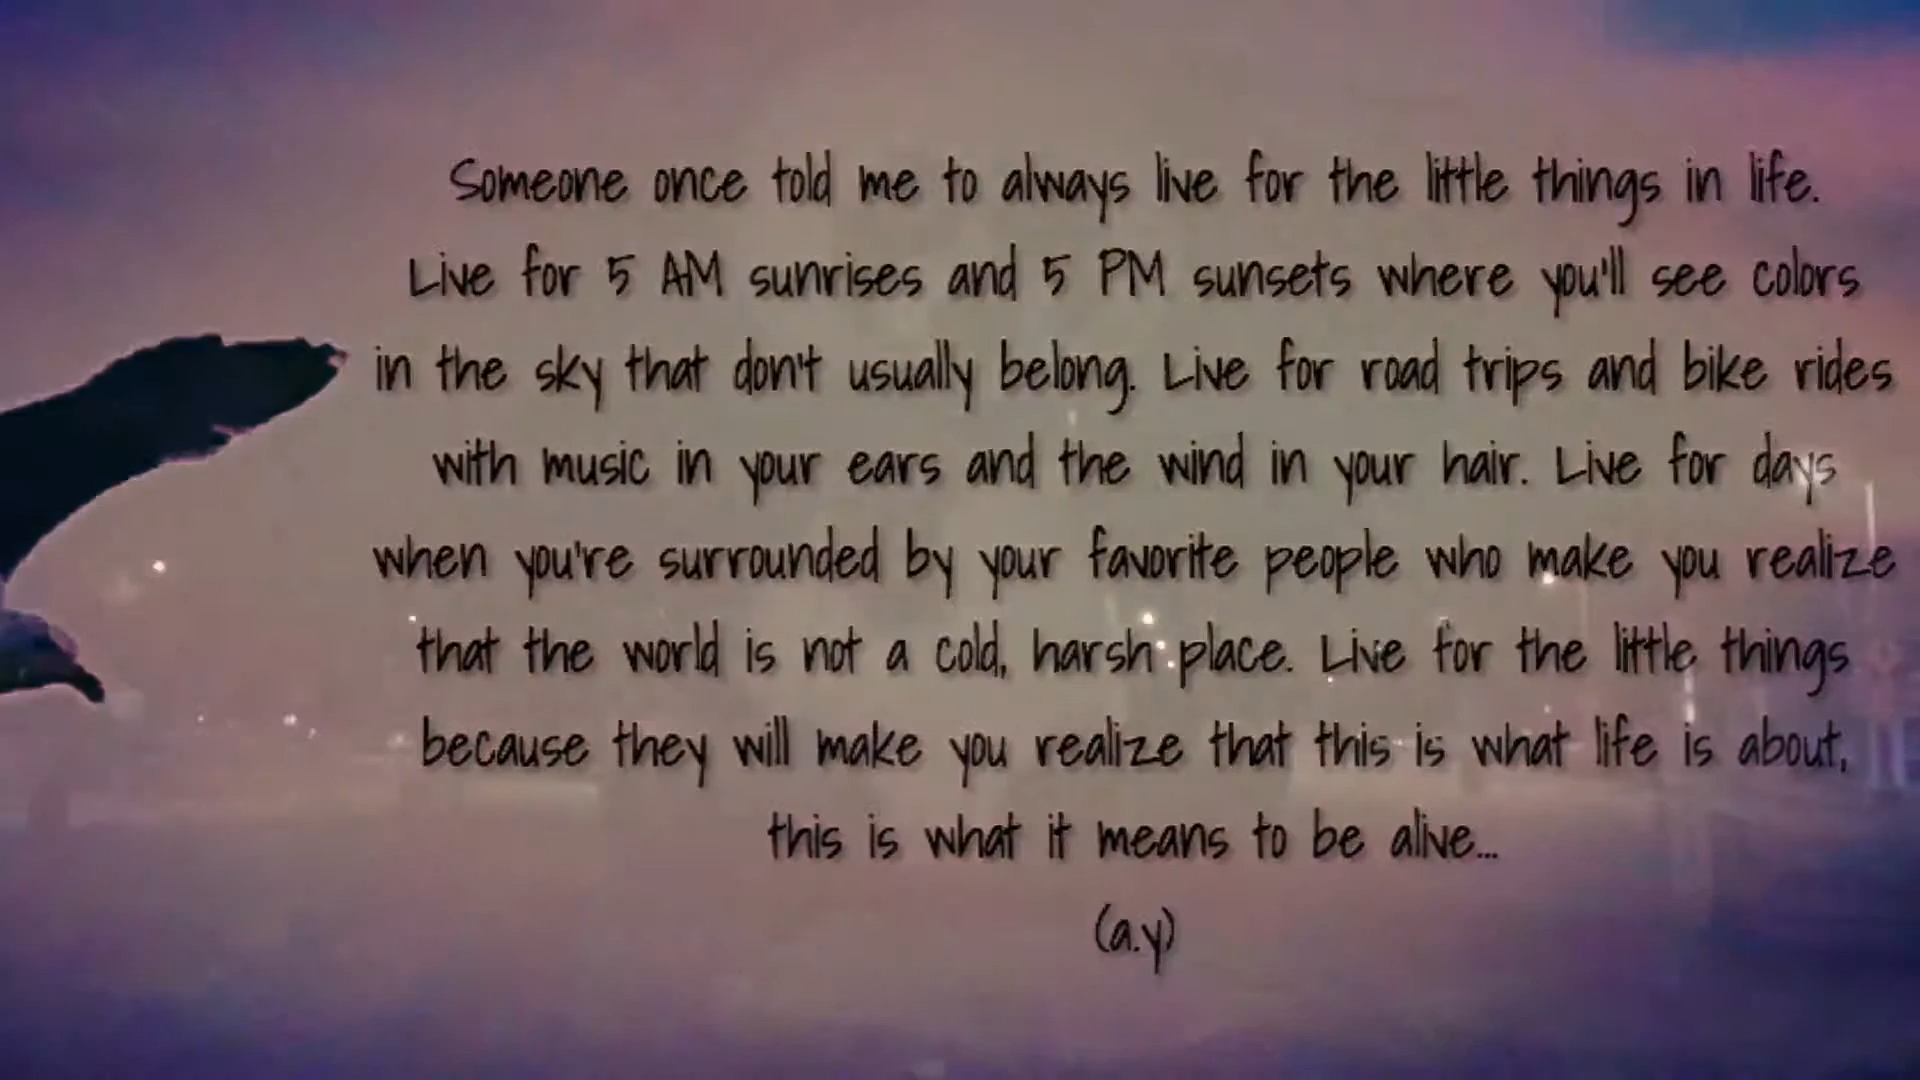 Someone once told me to always live for the little things in life.
Live for 5 AM sunrises and 5 PM sunsets where you'll see colors
in the sky that don't usually belong. Live for road trips and bike rides
with music in your ears and the wind in your hair. Live for days
when you're surrounded by your favorite people who make you realize
that the world is not a cold, harsh place. Live for the little things
because they will make you realize that this is what life is about,
this is what it means to be alive...
(a.y)